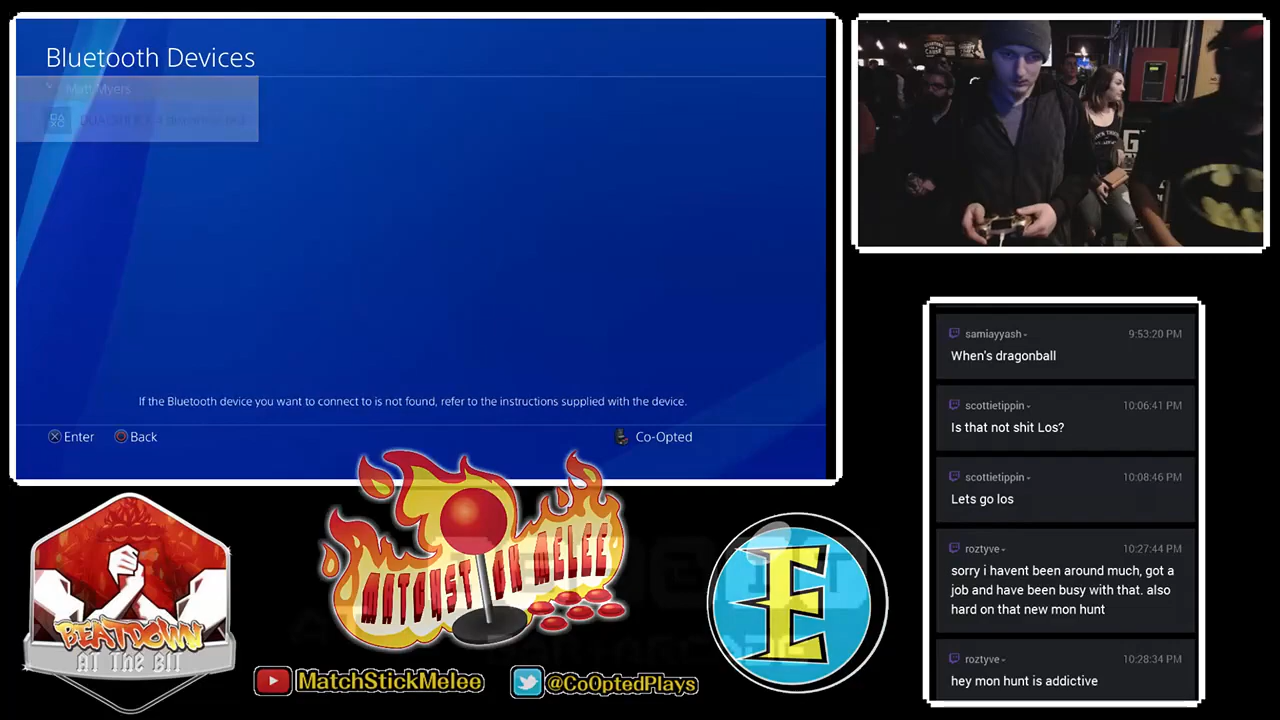 Bluetooth Devices
Matt Myers
If the Bluetooth device you want to connect to is not found, refer to the instructions supplied with the device.
Enter
Back
Co-Opted
samiayyash
9:53:20 PM
When's dragonball
scottietippin
10:06:41 PM
Is that not shit Los?
scottietippin
10:08:46 PM
Lets go los
roztyve
10:27:44 PM
sorry i havent been around much, got a
job and have been busy with that. also
hard on that new mon hunt
roztyve
10:28:34 PM
hey mon hunt is addictive
BEATDOWN
AT THE BIT
MATCHSTICK MELEE
E
MatchStickMelee
@CoOptedPlays